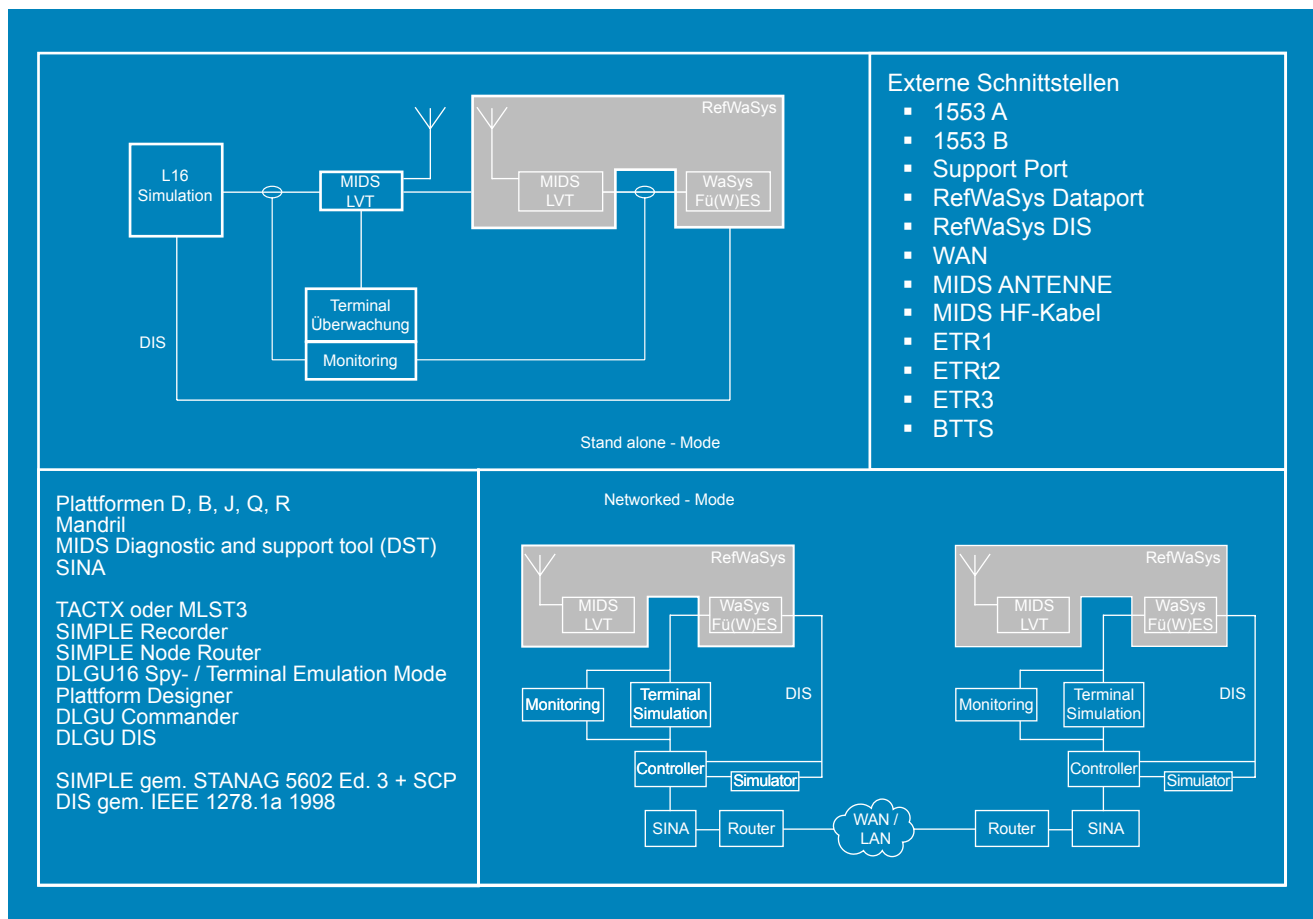 RefWaSys
L16
Simulation
MIDS
LVT
MIDS
LVT
WaSys
Fü(W)ES
Terminal
Überwachung
Monitoring
DIS
Stand alone - Mode
Externe Schnittstellen
▪ 1553 A
▪ 1553 B
▪ Support Port
▪ RefWaSys Dataport
▪ RefWaSys DIS
▪ WAN
▪ MIDS ANTENNE
▪ MIDS HF-Kabel
▪ ETR1
▪ ETRt2
▪ ETR3
▪ BTTS
Plattformen D, B, J, Q, R
Mandril
MIDS Diagnostic and support tool (DST)
SINA
TACTX oder MLST3
SIMPLE Recorder
SIMPLE Node Router
DLGU16 Spy- / Terminal Emulation Mode
Plattform Designer
DLGU Commander
DLGU DIS
SIMPLE gem. STANAG 5602 Ed. 3 + SCP
DIS gem. IEEE 1278.1a 1998
Networked - Mode
RefWaSys
MIDS
LVT
WaSys
Fü(W)ES
Monitoring
Terminal
Simulation
DIS
Controller
Simulator
SINA
Router
WAN /
LAN
RefWaSys
MIDS
LVT
WaSys
Fü(W)ES
Monitoring
Terminal
Simulation
DIS
Controller
Simulator
Router
SINA